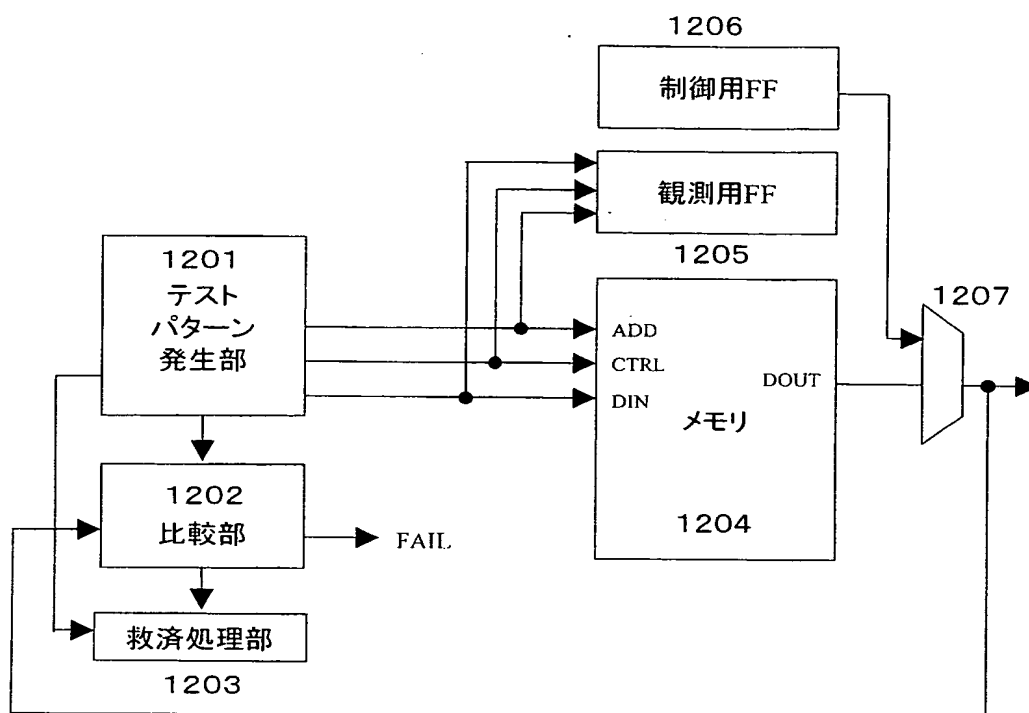 1206
制御用FF
観測用FF
1205
1201
テスト
パターン
発生部
1207
ADD
CTRL
DIN
DOUT
メモリ
1204
1202
比較部
FAIL
救済処理部
1203